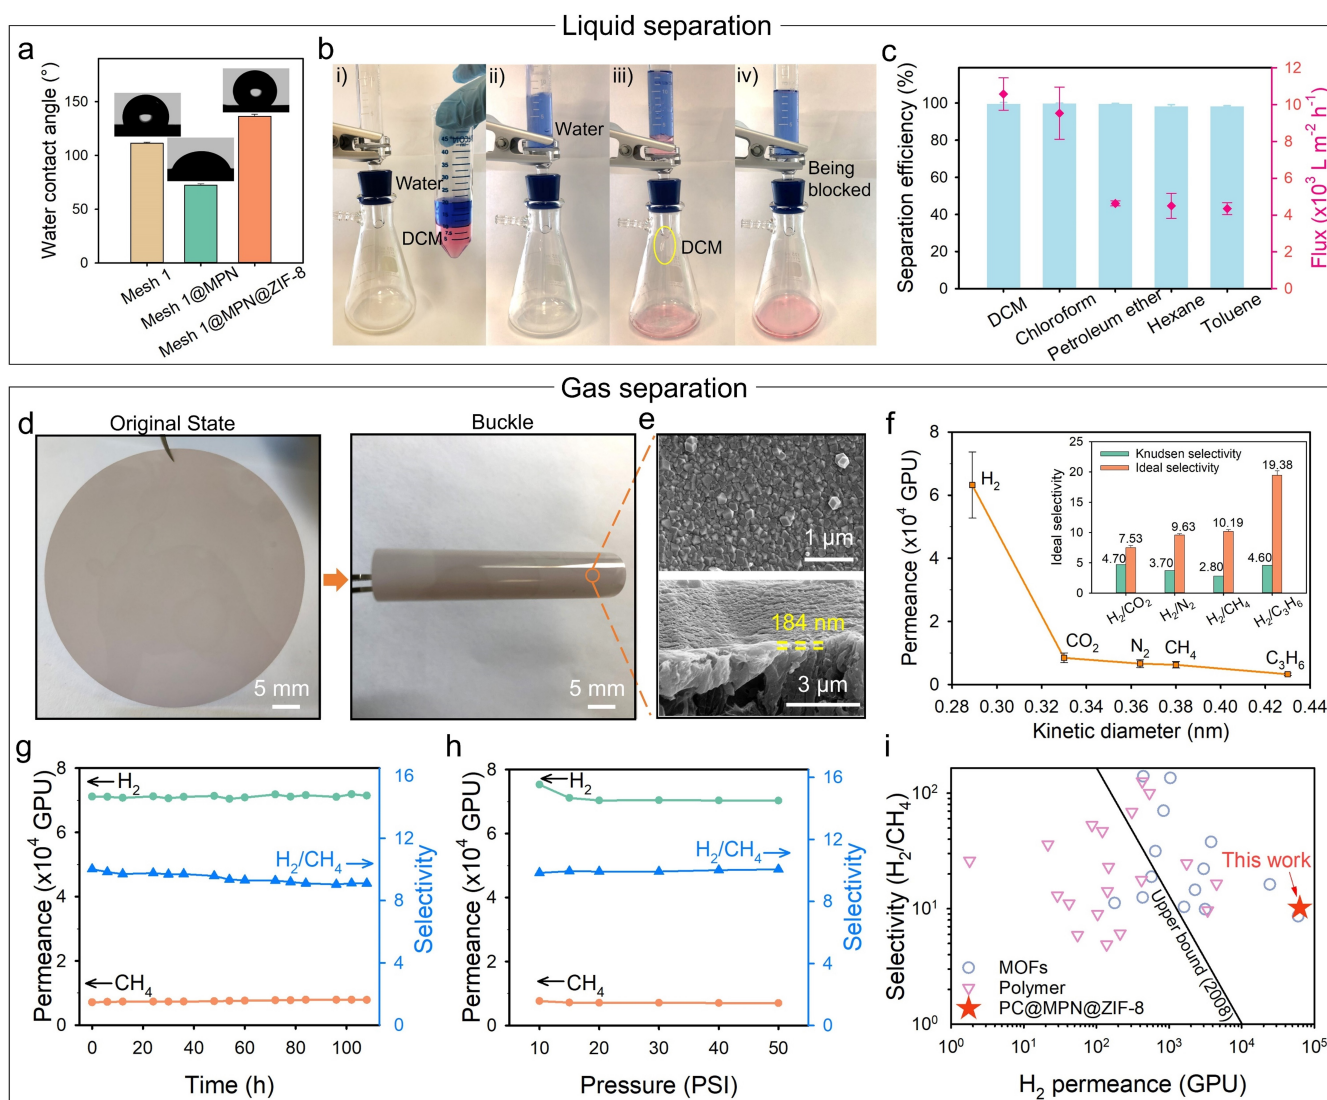 Liquid separation
a
Water contact angle (°)
150
100
50
0
Mesh 1
Mesh 1@MPN
Mesh 1@MPN@ZIF-8
b
i)
ii)
iii)
iv)
Water
DCM
Water
DCM
Being
blocked
c
Separation efficiency (%)
100
80
60
40
20
0
12
10
8
6
4
2
0
Flux (x10³ L m⁻² h⁻¹)
DCM
Chloroform
Petroleum ether
Hexane
Toluene
Gas separation
d
Original State
Buckle
5 mm
5 mm
e
1 μm
184 nm
3 μm
f
Permeance (x10⁴ GPU)
8
6
4
2
0
H₂
CO₂
N₂
CH₄
C₃H₆
0.28 0.30 0.32 0.34 0.36 0.38 0.40 0.42 0.44
Kinetic diameter (nm)
Knudsen selectivity
Ideal selectivity
Ideal selectivity
25
20
15
10
5
0
4.70
7.53
3.70
9.63
2.80
10.19
4.60
19.38
H₂/CO₂
H₂/N₂
H₂/CH₄
H₂/C₃H₆
g
Permeance (x10⁴ GPU)
8
6
4
2
0
H₂
H₂/CH₄
CH₄
16
12
8
4
0
Selectivity
0 20 40 60 80 100
Time (h)
h
Permeance (x10⁴ GPU)
8
6
4
2
0
H₂
H₂/CH₄
CH₄
16
12
8
4
0
Selectivity
10 20 30 40 50
Pressure (PSI)
i
Selectivity (H₂/CH₄)
10²
10¹
10⁰
This work
Upper bound (2008)
MOFs
Polymer
PC@MPN@ZIF-8
10⁰ 10¹ 10² 10³ 10⁴ 10⁵
H₂ permeance (GPU)